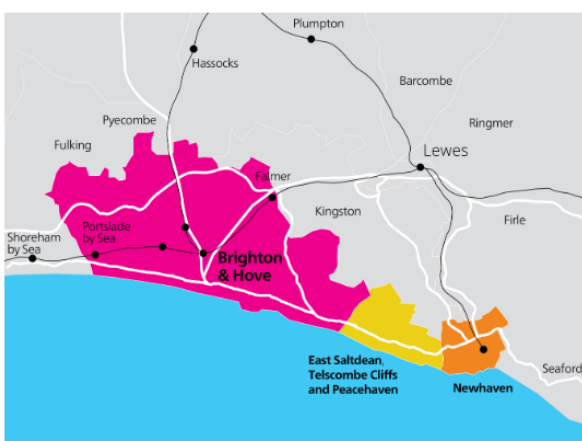 Plumpton
Hassocks
Barcombe
Pyecombe
Ringmer
Fulking
Lewes
Falmer
Kingston
Firle
Portslade
by Sea
Shoreham
by Sea
Brighton
& Hove
East Saltdean,
Telscombe Cliffs
and Peacehaven
Seaford
Newhaven